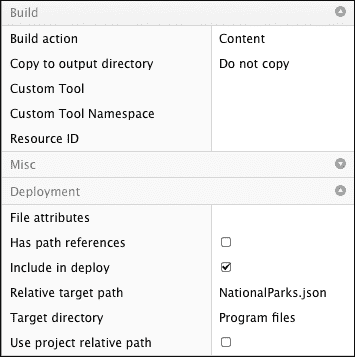 Build
Build action Content
Copy to output directory Do not copy
Custom Tool
Custom Tool Namespace
Resource ID
Misc
Deployment
File attributes
Has path references
Include in deploy
Relative target path NationalParks.json
Target directory Program files
Use project relative path